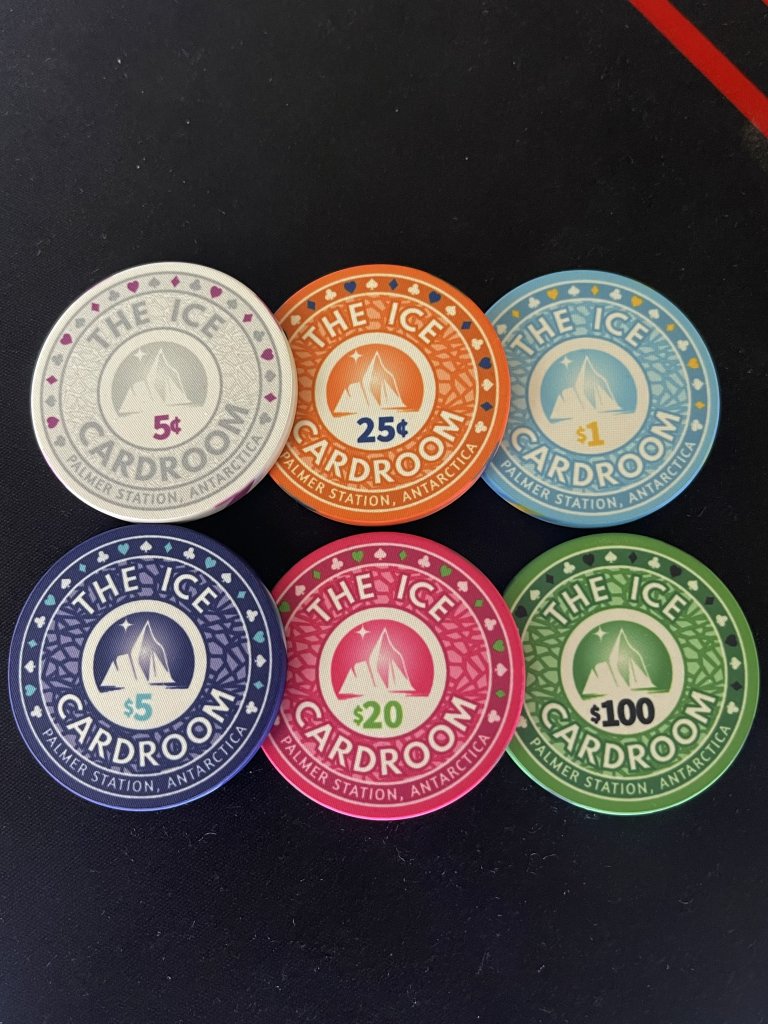 THE ICE
5¢
CARDROOM
PALMER STATION, ANTARCTICA
THE ICE
25¢
CARDROOM
PALMER STATION, ANTARCTICA
THE ICE
$1
CARDROOM
PALMER STATION, ANTARCTICA
THE ICE
$5
CARDROOM
PALMER STATION, ANTARCTICA
THE ICE
$20
CARDROOM
PALMER STATION, ANTARCTICA
THE ICE
$100
CARDROOM
PALMER STATION, ANTARCTICA